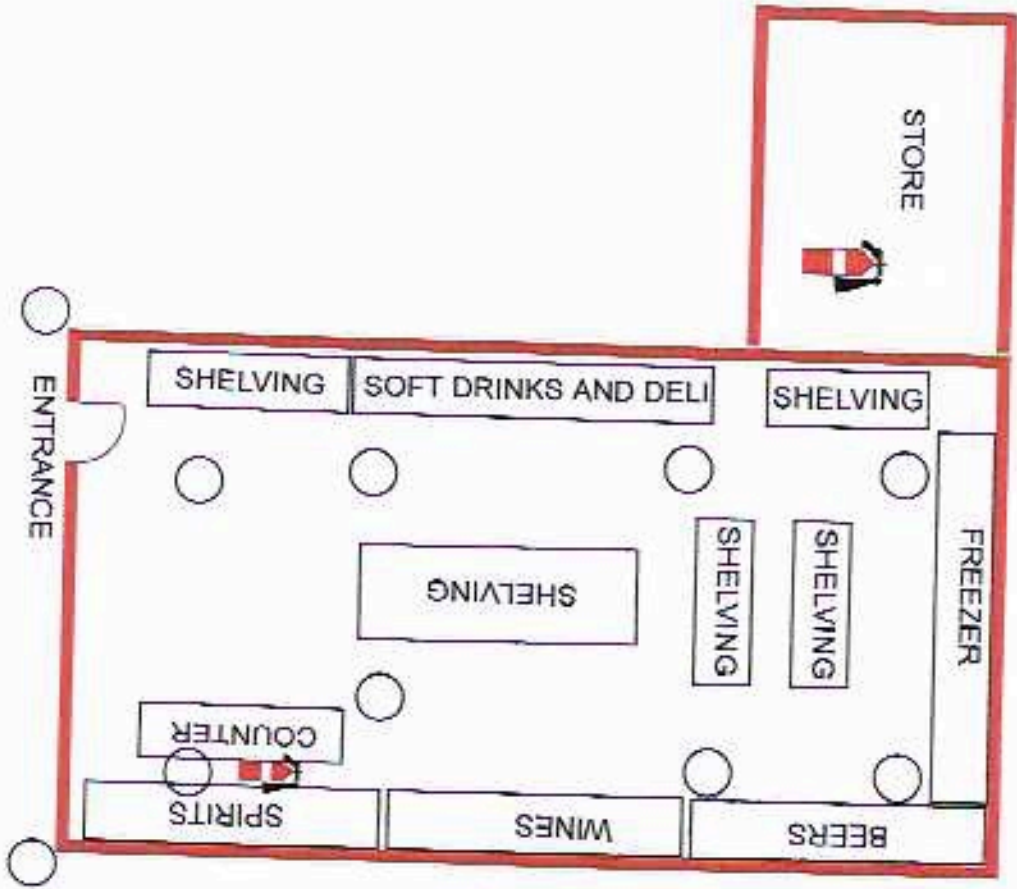 STORE
SHELVING
SOFT DRINKS AND DELI
SHELVING
ENTRANCE
FREEZER
SHELVING
SHELVING
SHELVING
COUNTER
SPIRITS
WINES
BEERS